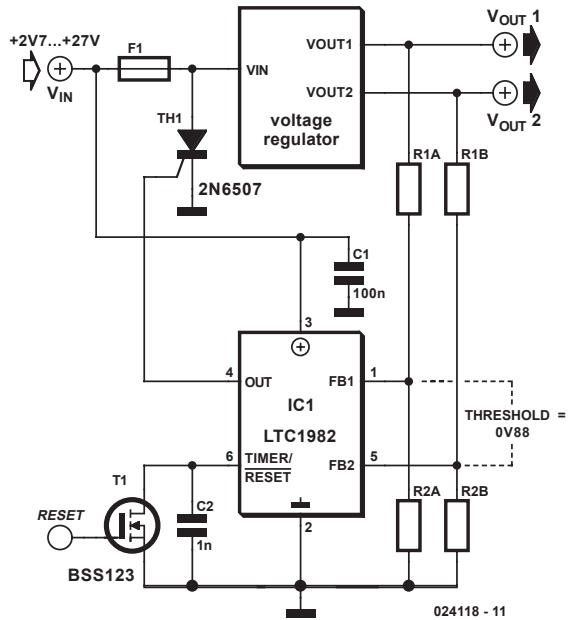 +2V7...+27V
VIN
F1
TH1
2N6507
VIN
VOUT1
VOUT2
voltage
regulator
VOUT 1
VOUT 2
R1A
R1B
C1
100n
3
4
OUT
FB1
1
IC1
LTC1982
6
TIMER/
RESET
FB2
5
2
THRESHOLD =
0V88
T1
RESET
BSS123
C2
1n
R2A
R2B
024118 - 11